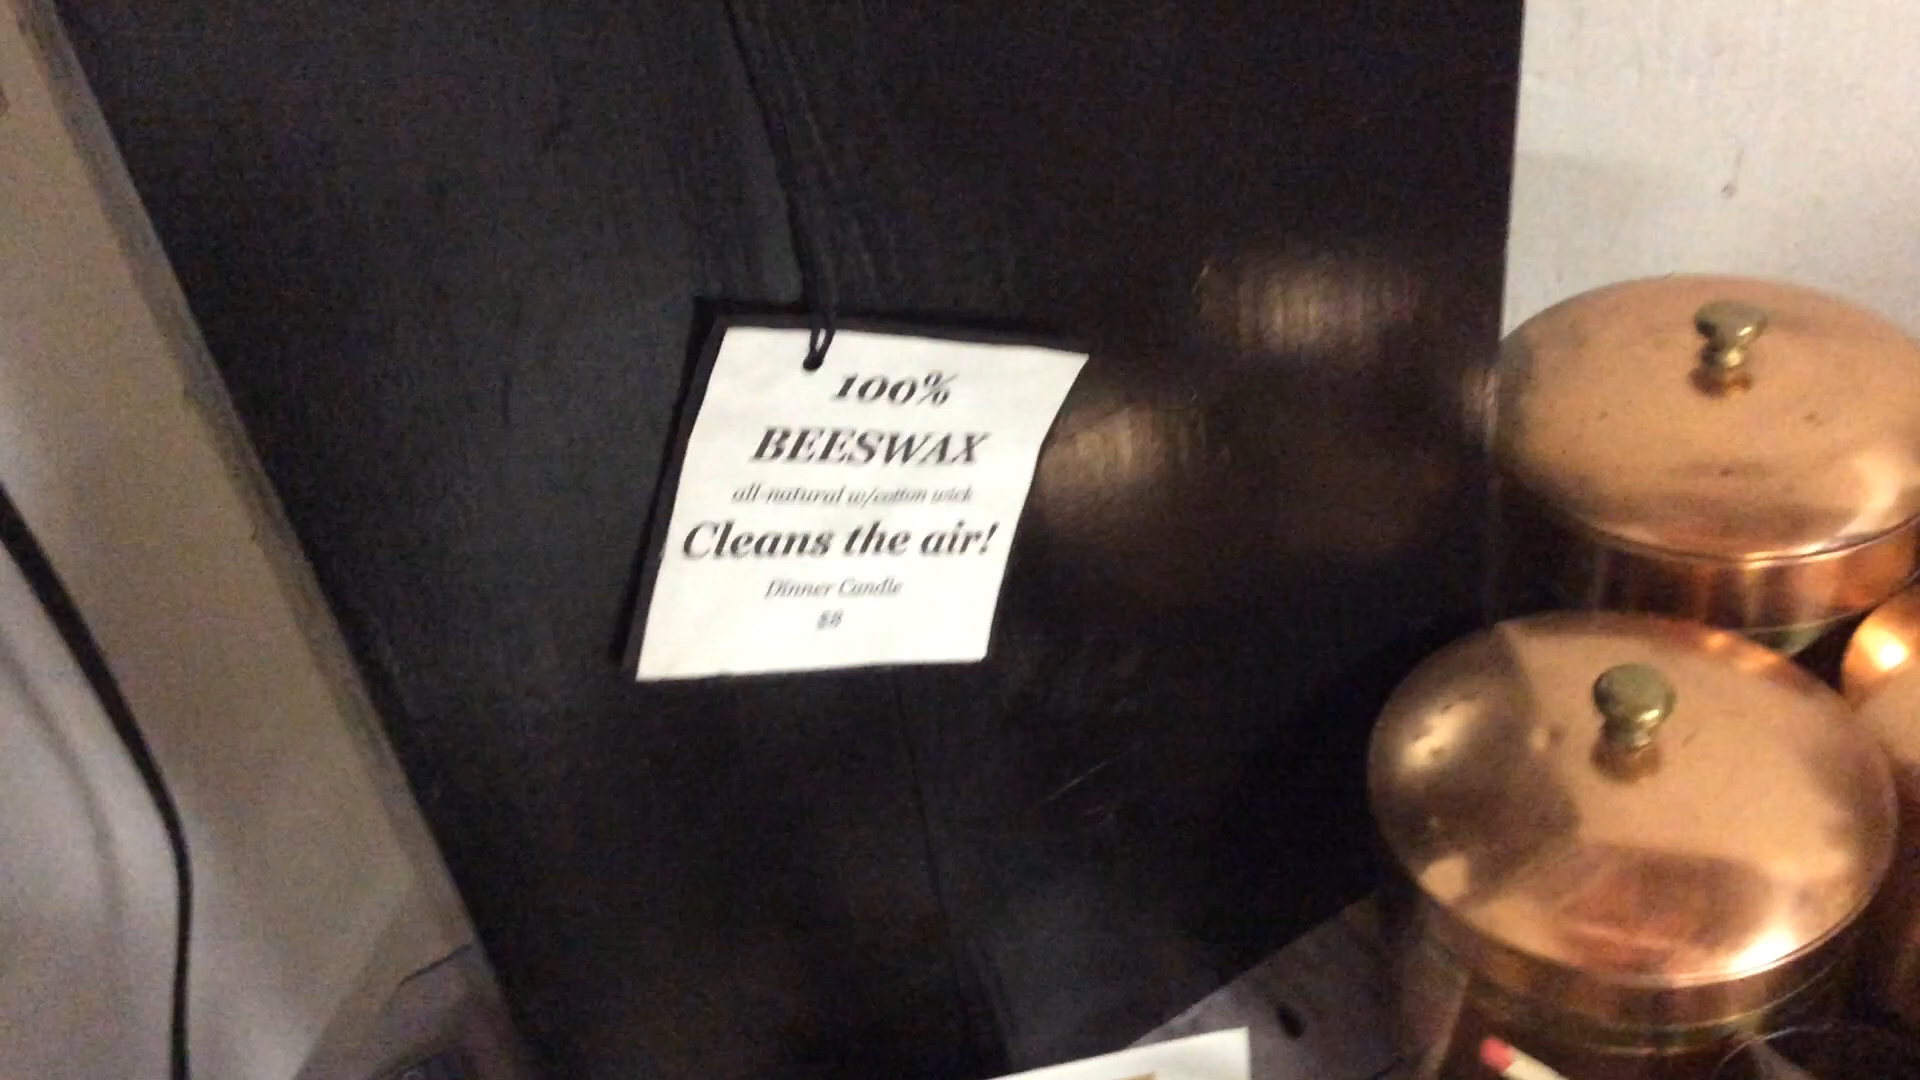 100%
BEESWAX
all-natural w/cotton wick
Cleans the air!
Dinner Candle
$8